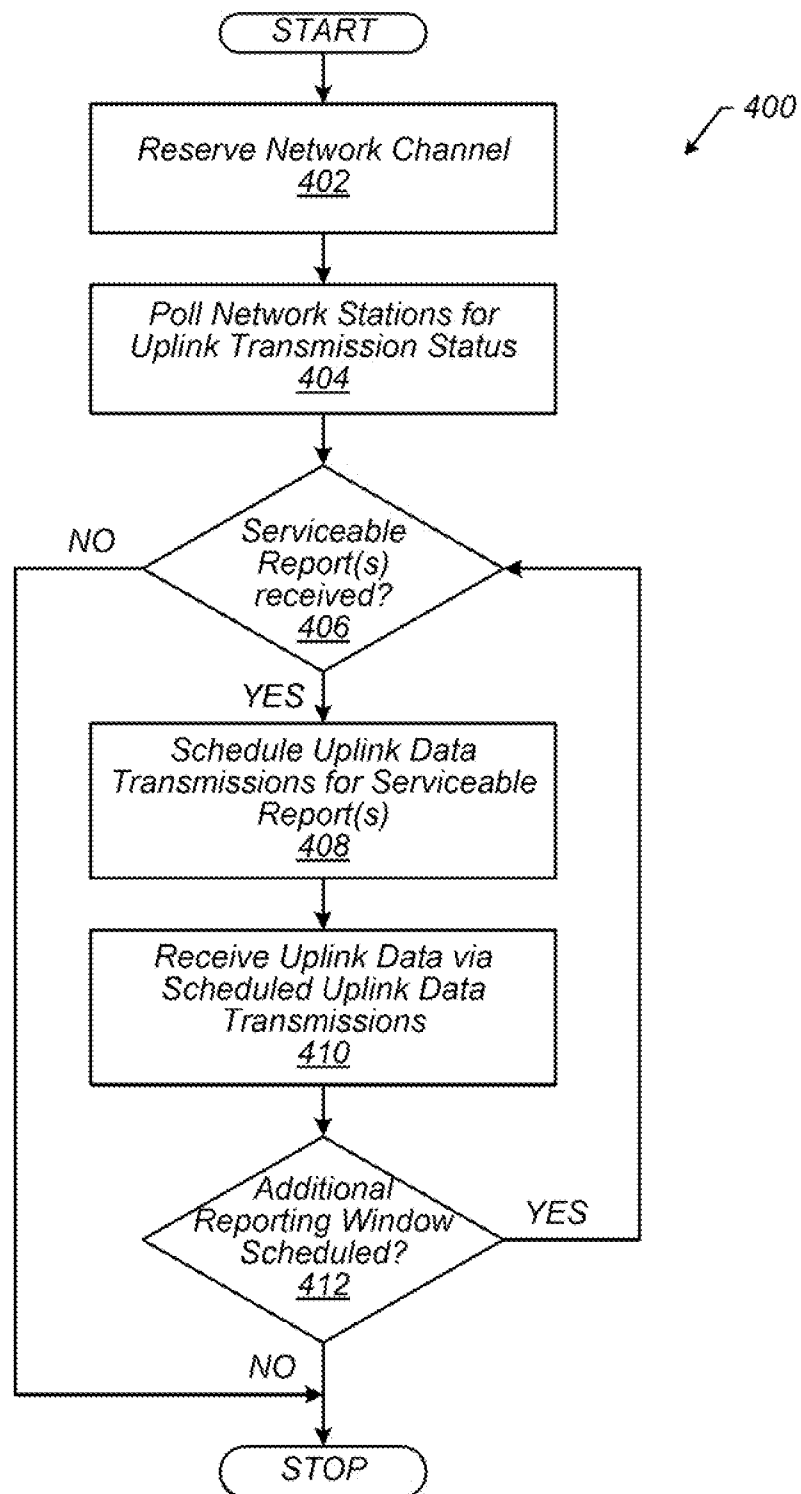 START
400
Reserve Network Channel
402
Poll Network Stations for
Uplink Transmission Status
404
NO
Serviceable
Report(s)
received?
406
YES
Schedule Uplink Data
Transmissions for Serviceable
Report(s)
408
Receive Uplink Data via
Scheduled Uplink Data
Transmissions
410
Additional
Reporting Window
Scheduled?
412
YES
NO
STOP